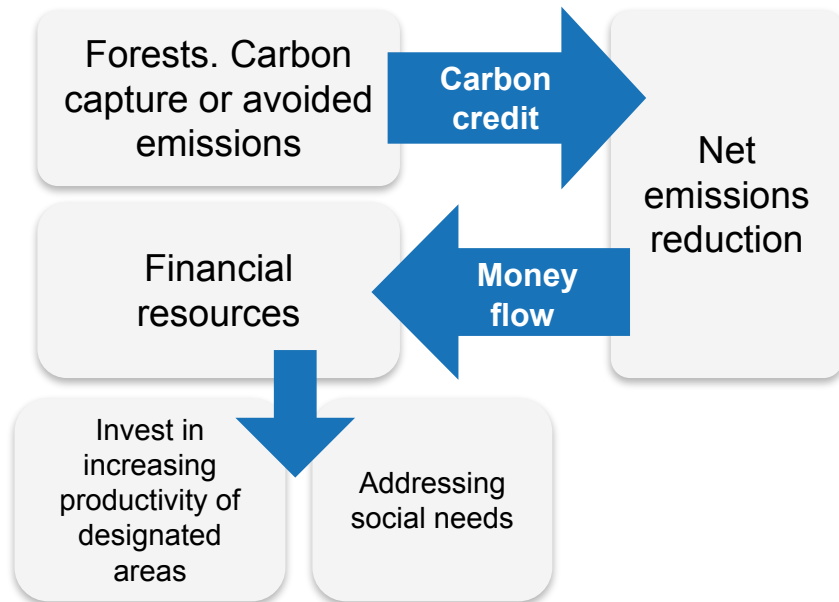 Forests. Carbon
capture or avoided
emissions
Carbon
credit
Net
emissions
reduction
Financial
resources
Money
flow
Invest in
increasing
productivity of
designated
areas
Addressing
social needs